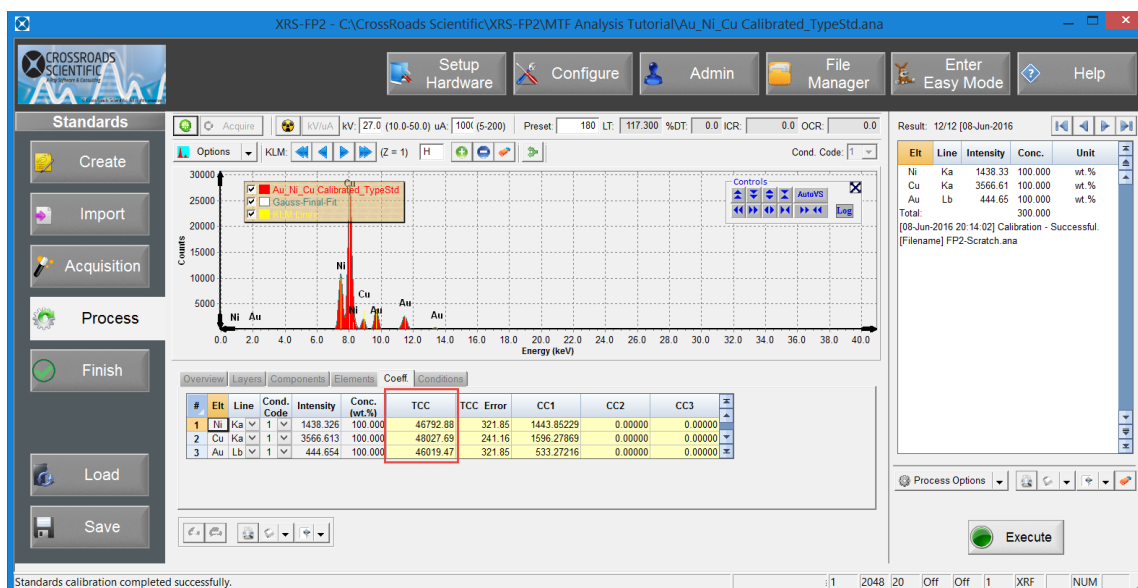 XRS-FP2 - C:\CrossRoads Scientific\XRS-FP2\MTF Analysis Tutorial\Au_Ni_Cu Calibrated_TypeStd.ana
CROSSROADS
SCIENTIFIC
Setup Hardware
Configure
Admin
File Manager
Enter Easy Mode
Help
Standards
Create
Import
Acquisition
Process
Finish
Load
Save
Acquire kV/uA kV: 27.0 (10.0-50.0) uA: 100( (5-200) Preset: 180 LT: 117.300 %DT: 0.0 ICR: 0.0 OCR: 0.0
Options KLM: (Z = 1) H Cond. Code: 1
Au_Ni_Cu Calibrated_TypeStd
Gauss-Final-Fit
Controls
AutoVS
Log
Counts
30000
25000
20000
15000
10000
5000
Cu
Ni
Cu
Ni Au Ni Au Au Au
0.0 2.0 4.0 6.0 8.0 10.0 12.0 14.0 16.0 18.0 20.0 22.0 24.0 26.0 28.0 30.0 32.0 34.0 36.0 38.0 40.0
Energy (keV)
Overview Layers Components Elements Coeff. Conditions
# Elt Line Cond. Code Intensity Conc. (wt.%) TCC TCC Error CC1 CC2 CC3
1 Ni Ka 1 1438.326 100.000 46792.88 321.85 1443.85229 0.00000 0.00000
2 Cu Ka 1 3566.613 100.000 48027.69 241.16 1596.27869 0.00000 0.00000
3 Au Lb 1 444.654 100.000 46019.47 321.85 533.27216 0.00000 0.00000
Result: 12/12 [08-Jun-2016
Elt Line Intensity Conc. Unit
Ni Ka 1438.33 100.000 wt.%
Cu Ka 3566.61 100.000 wt.%
Au Lb 444.65 100.000 wt.%
Total: 300.000
[08-Jun-2016 20:14:02] Calibration - Successful.
[Filename] FP2-Scratch.ana
Process Options
Execute
Standards calibration completed successfully.
:1 2048 20 Off Off 1 XRF NUM